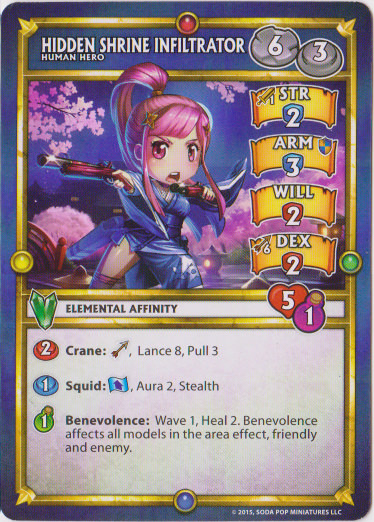 HIDDEN SHRINE INFILTRATOR
HUMAN HERO
6 3
1 STR
2
ARM
3
WILL
2
6 DEX
2
5
1
ELEMENTAL AFFINITY
2 Crane: , Lance 8, Pull 3
1 Squid: , Aura 2, Stealth
1 Benevolence: Wave 1, Heal 2. Benevolence
affects all models in the area effect, friendly
and enemy.
© 2015, SODA POP MINIATURES LLC